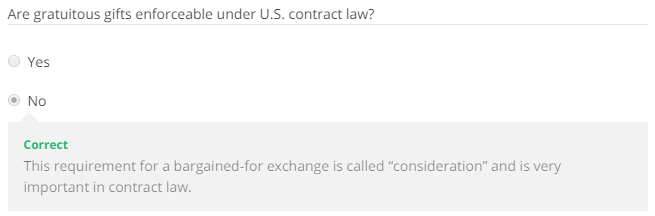 Are gratuitous gifts enforceable under U.S. contract law?
Yes
No
Correct
This requirement for a bargained-for exchange is called “consideration” and is very
important in contract law.